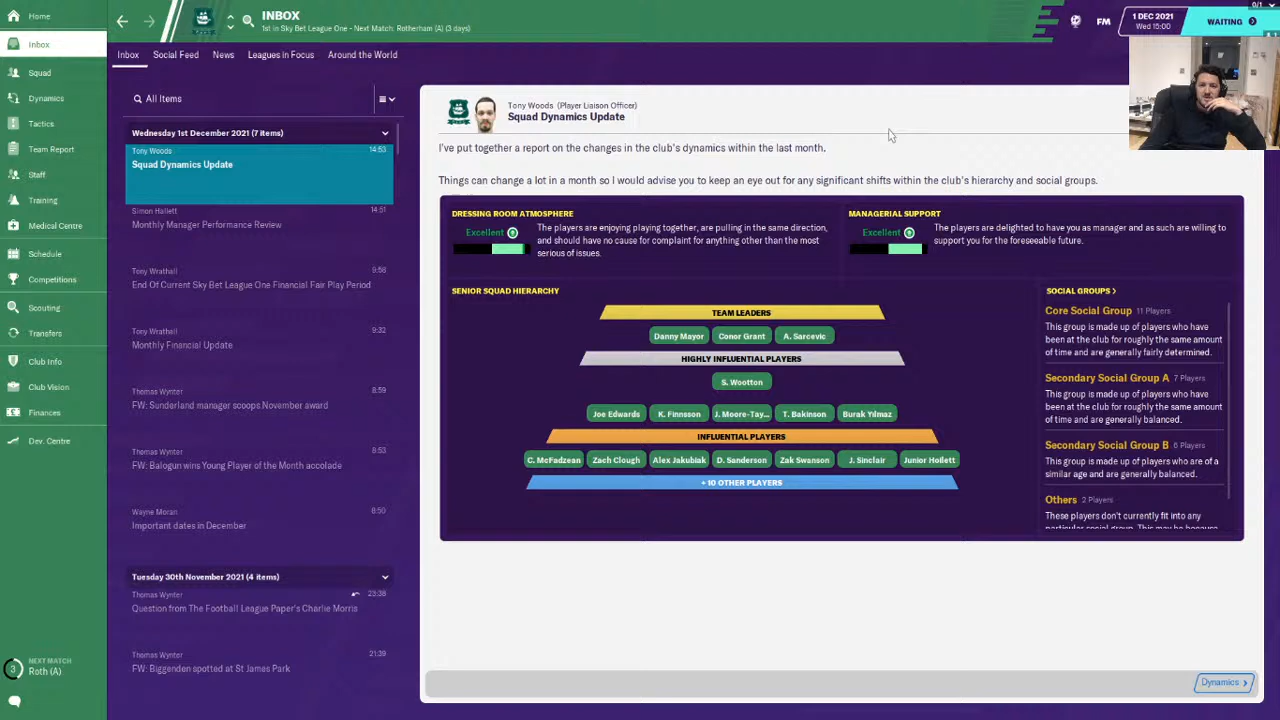 Home
INBOX
1st in Sky Bet League One - Next Match: Rotherham (A) (3 days)
FM
1 DEC 2021
Wed 15:00
0/1
WAITING
1
Inbox
Squad
Dynamics
Tactics
Team Report
Staff
Training
Medical Centre
Schedule
Competitions
Scouting
Transfers
Club Info
Club Vision
Finances
Dev. Centre
3
NEXT MATCH
Roth (A)
Inbox
Social Feed
News
Leagues in Focus
Around the World
All Items
Wednesday 1st December 2021 (7 items)
Tony Woods 14:53
Squad Dynamics Update
Simon Hallett 14:51
Monthly Manager Performance Review
Tony Wrathall 9:58
End Of Current Sky Bet League One Financial Fair Play Period
Tony Wrathall 9:32
Monthly Financial Update
Thomas Wynter 8:59
FW: Sunderland manager scoops November award
Thomas Wynter 8:53
FW: Balogun wins Young Player of the Month accolade
Wayne Moran 8:50
Important dates in December
Tuesday 30th November 2021 (4 items)
Thomas Wynter 23:38
Question from The Football League Paper's Charlie Morris
Thomas Wynter 21:39
FW: Biggenden spotted at St James Park
Tony Woods (Player Liaison Officer)
Squad Dynamics Update
I've put together a report on the changes in the club's dynamics within the last month.
Things can change a lot in a month so I would advise you to keep an eye out for any significant shifts within the club's hierarchy and social groups.
DRESSING ROOM ATMOSPHERE
Excellent
The players are enjoying playing together, are pulling in the same direction,
and should have no cause for complaint for anything other than the most
serious of issues.
MANAGERIAL SUPPORT
Excellent
The players are delighted to have you as manager and as such are willing to
support you for the foreseeable future.
SENIOR SQUAD HIERARCHY
TEAM LEADERS
Danny Mayor Conor Grant A. Sarcevic
HIGHLY INFLUENTIAL PLAYERS
S. Wootton
Joe Edwards K. Finnsson J. Moore-Tay... T. Bakinson Burak Yilmaz
INFLUENTIAL PLAYERS
C. McFadzean Zach Clough Alex Jakubiak D. Sanderson Zak Swanson J. Sinclair Junior Hoilett
+ 10 OTHER PLAYERS
SOCIAL GROUPS >
Core Social Group 11 Players
This group is made up of players who have
been at the club for roughly the same amount
of time and are generally fairly determined.
Secondary Social Group A 7 Players
This group is made up of players who have
been at the club for roughly the same amount
of time and are generally balanced.
Secondary Social Group B 6 Players
This group is made up of players who are of a
similar age and are generally balanced.
Others 2 Players
These players don't currently fit into any
particular social group. This may be because
Dynamics >